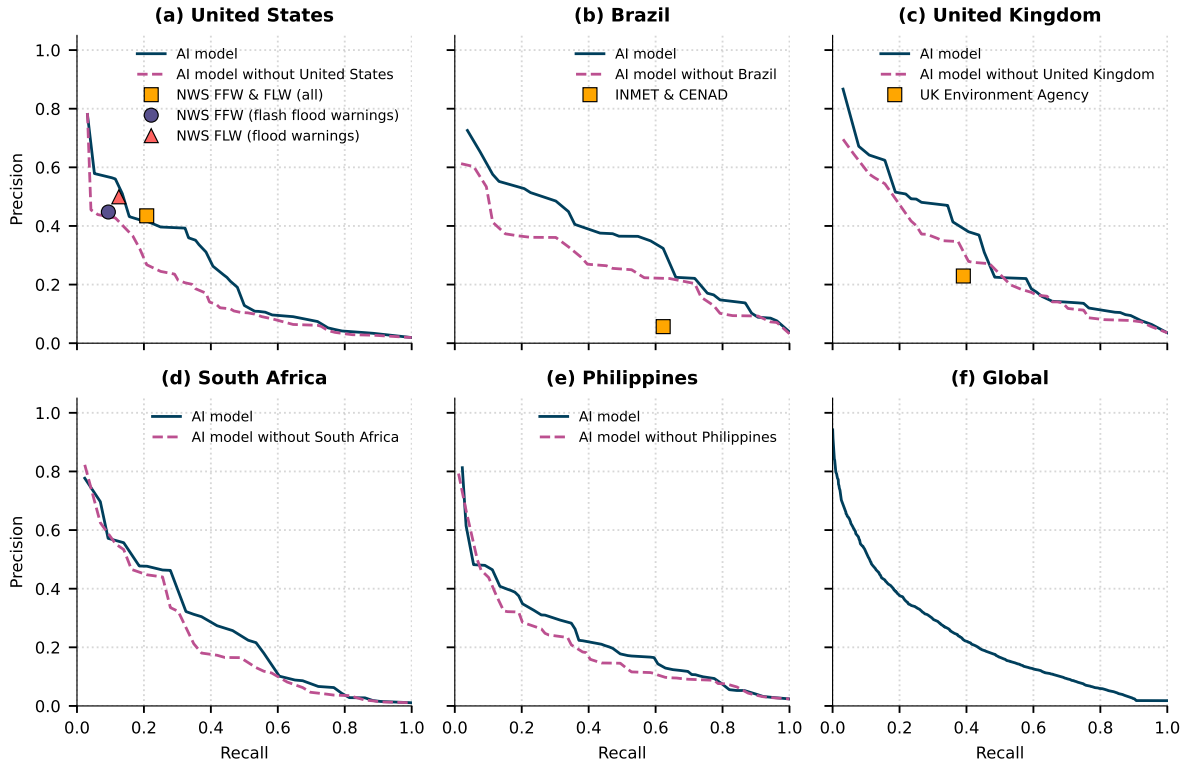 (a) United States
(b) Brazil
(c) United Kingdom
AI model
AI model without United States
NWS FFW & FLW (all)
NWS FFW (flash flood warnings)
NWS FLW (flood warnings)
AI model
AI model without Brazil
INMET & CENAD
AI model
AI model without United Kingdom
UK Environment Agency
Precision
1.0
0.8
0.6
0.4
0.2
0.0
(d) South Africa
(e) Philippines
(f) Global
AI model
AI model without South Africa
AI model
AI model without Philippines
Precision
1.0
0.8
0.6
0.4
0.2
0.0
0.0 0.2 0.4 0.6 0.8 1.0
0.0 0.2 0.4 0.6 0.8 1.0
0.0 0.2 0.4 0.6 0.8 1.0
Recall
Recall
Recall